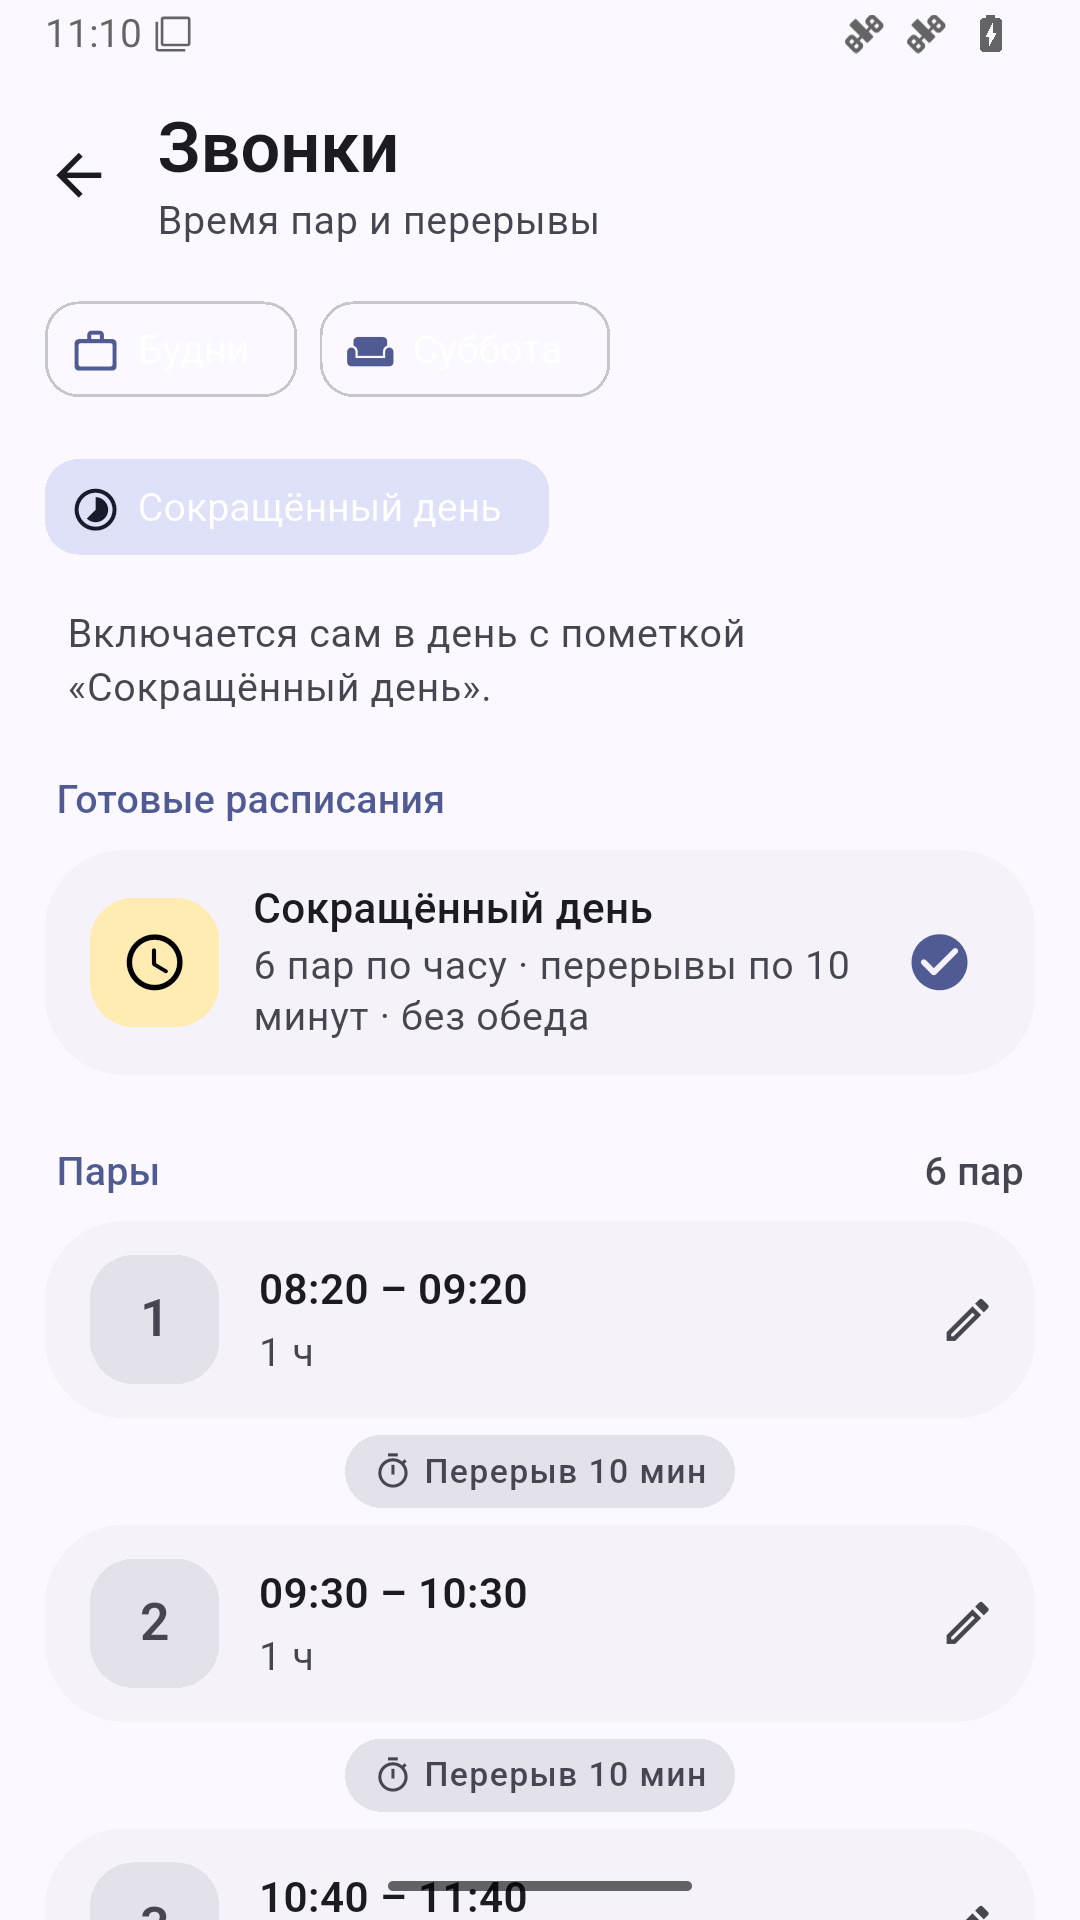 11:10
Звонки
Время пар и перерывы
Будни
Суббота
Сокращённый день
Включается сам в день с пометкой
«Сокращённый день».
Готовые расписания
Сокращённый день
6 пар по часу · перерывы по 10
минут · без обеда
Пары
6 пар
1
08:20 – 09:20
1 ч
Перерыв 10 мин
2
09:30 – 10:30
1 ч
Перерыв 10 мин
3
10:40 – 11:40